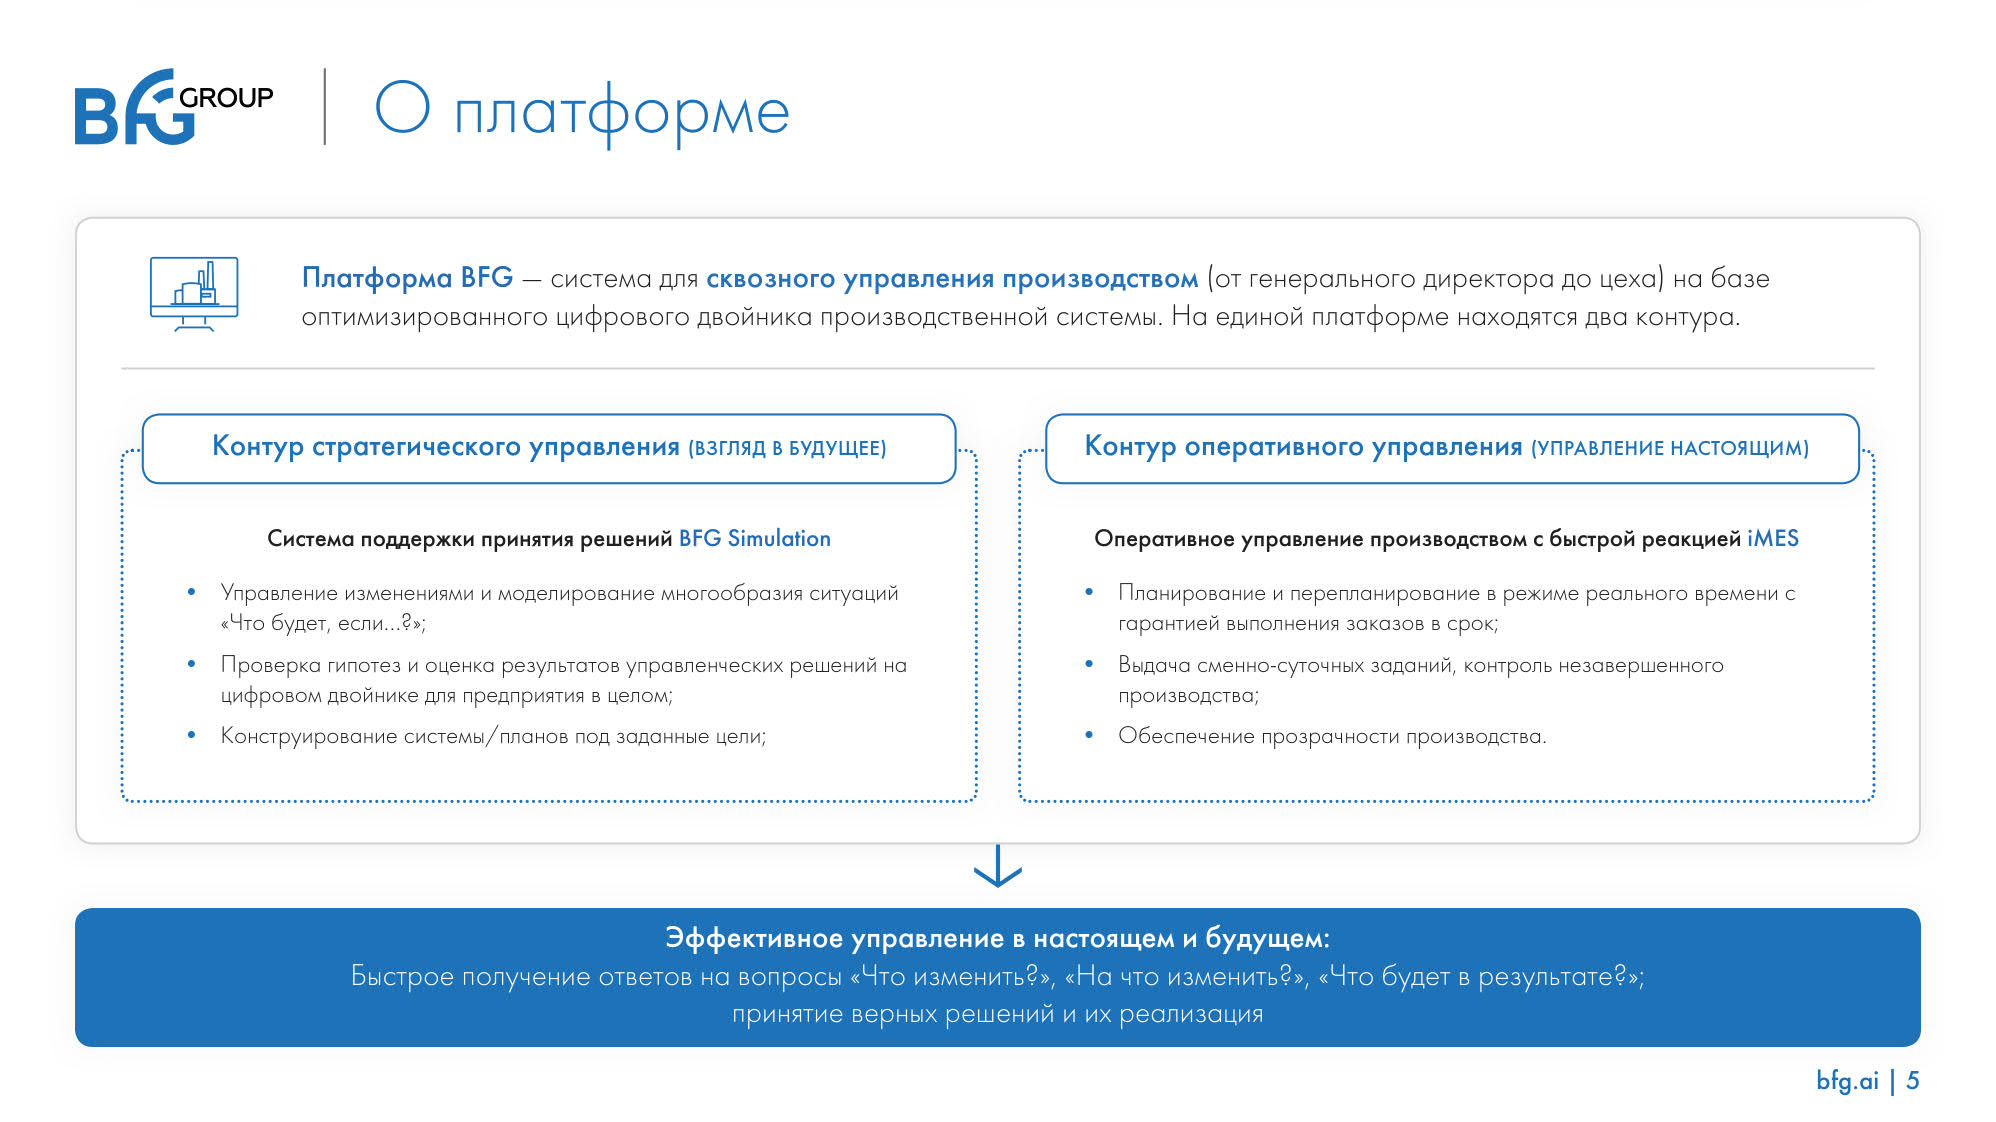 BFG GROUP
О платформе
Платформа BFG — система для сквозного управления производством (от генерального директора до цеха) на базе
оптимизированного цифрового двойника производственной системы. На единой платформе находятся два контура.
Контур стратегического управления (ВЗГЛЯД В БУДУЩЕЕ)
Система поддержки принятия решений BFG Simulation
• Управление изменениями и моделирование многообразия ситуаций
«Что будет, если...?»;
• Проверка гипотез и оценка результатов управленческих решений на
цифровом двойнике для предприятия в целом;
• Конструирование системы/планов под заданные цели;
Контур оперативного управления (УПРАВЛЕНИЕ НАСТОЯЩИМ)
Оперативное управление производством с быстрой реакцией iMES
• Планирование и перепланирование в режиме реального времени с
гарантией выполнения заказов в срок;
• Выдача сменно-суточных заданий, контроль незавершенного
производства;
• Обеспечение прозрачности производства.
Эффективное управление в настоящем и будущем:
Быстрое получение ответов на вопросы «Что изменить?», «На что изменить?», «Что будет в результате?»;
принятие верных решений и их реализация
bfg.ai | 5